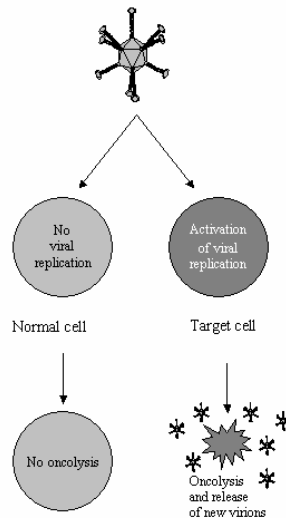 No
viral
replication
Activation
of viral
replication
Normal cell
Target cell
No oncolysis
Oncolysis
and release
of new virions